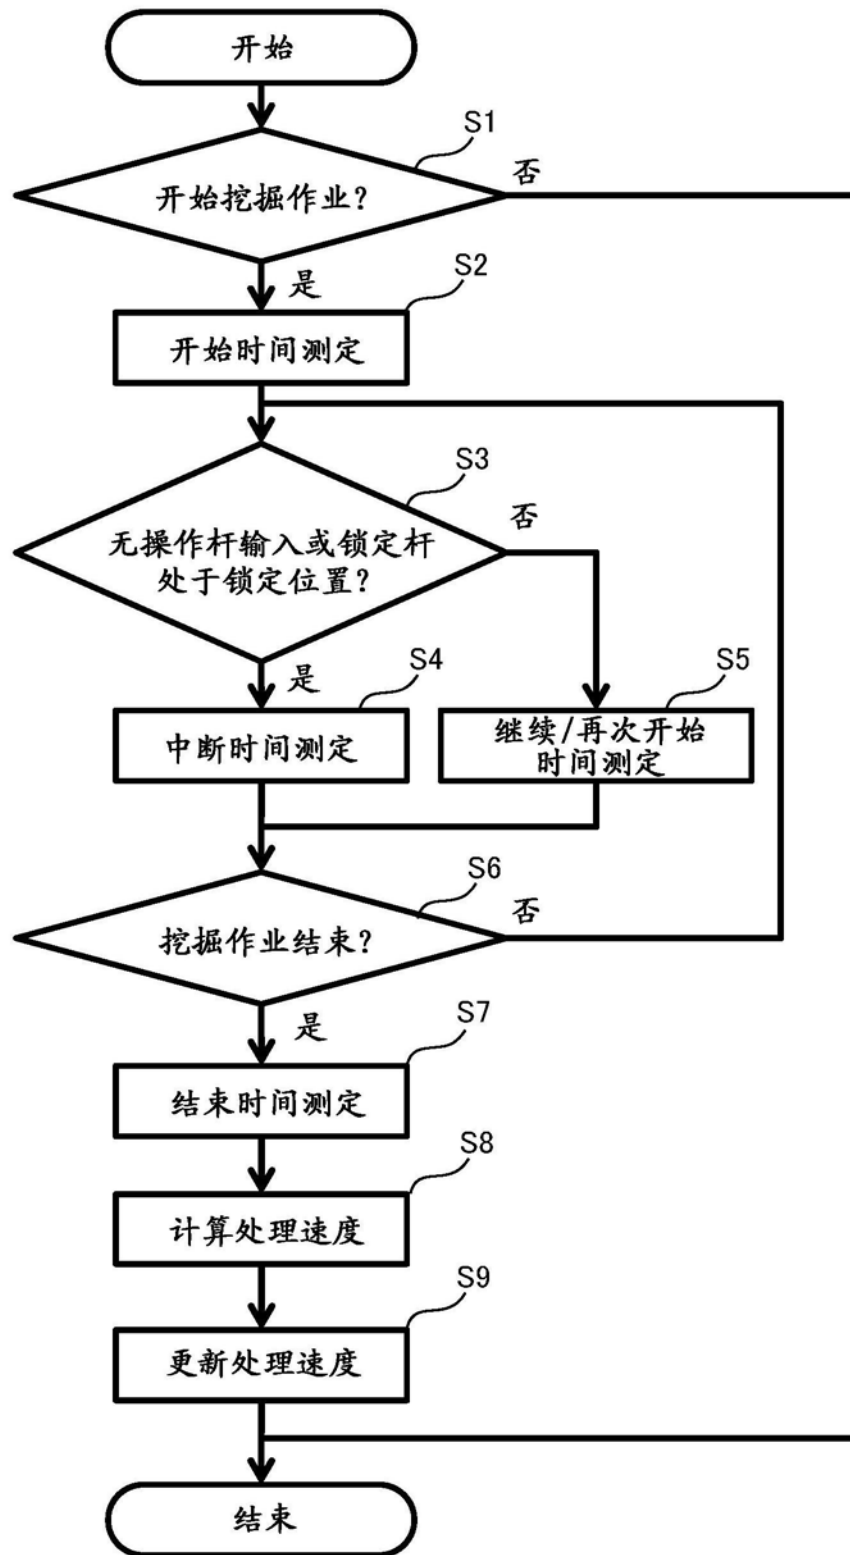 开始
S1
开始挖掘作业?
否
是
S2
开始时间测定
S3
无操作杆输入或锁定杆
处于锁定位置?
否
是
S4
中断时间测定
S5
继续/再次开始
时间测定
S6
挖掘作业结束?
否
是
S7
结束时间测定
S8
计算处理速度
S9
更新处理速度
结束